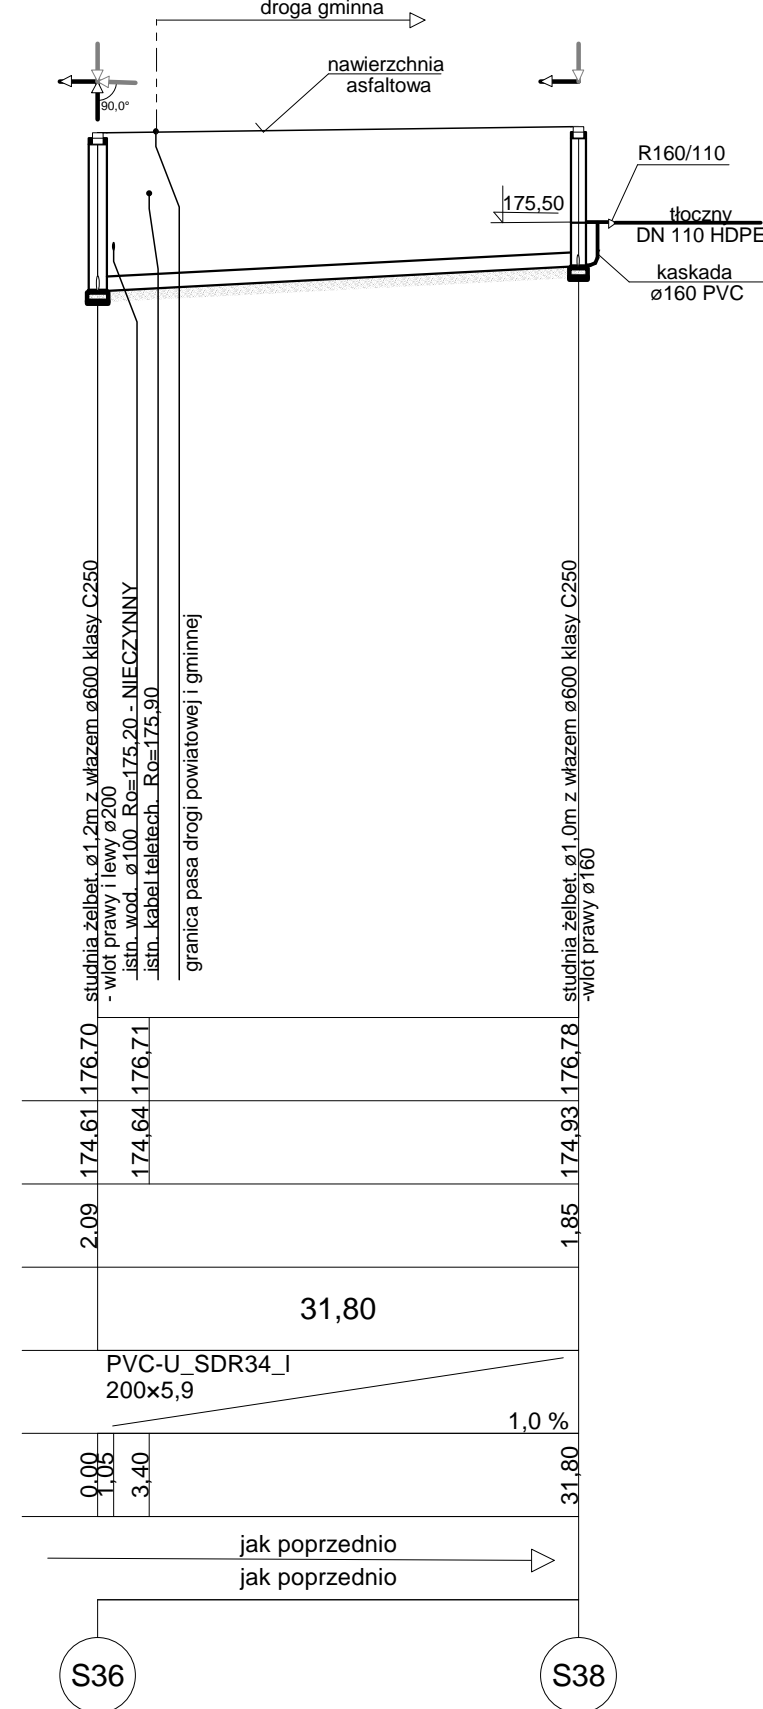 droga gminna
nawierzchnia
asfaltowa
90,0°
R160/110
175,50
tłoczny
DN 110 HDPE
kaskada
ø160 PVC
studnia żelbet. ø1,2m z włazem ø600 klasy C250
- wlot prawy i lewy ø200
istn. wod. ø100 Ro=175,20 - NIECZYNNY
istn. kabel teletech. Ro=175,90
granica pasa drogi powiatowej i gminnej
studnia żelbet. ø1,0m z włazem ø600 klasy C250
-wlot prawy ø160
176.70
176,71
176,78
174.61
174,64
174,93
2.09
1,85
31,80
PVC-U_SDR34_I
200×5,9
1,0 %
0.00
1,05
3,40
31,80
jak poprzednio
jak poprzednio
S36
S38